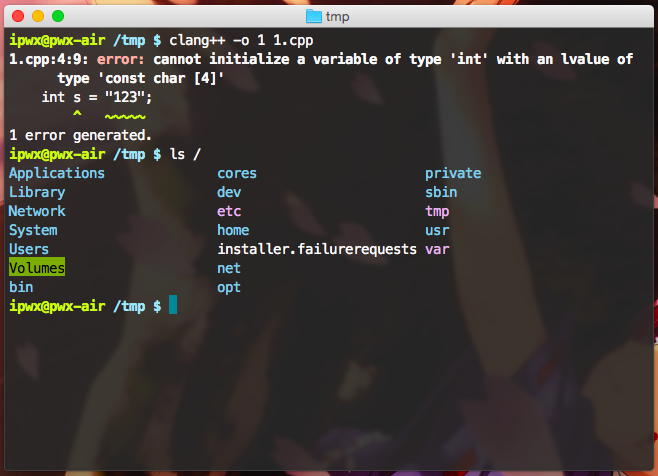 tmp
ipwx@pwx-air /tmp $ clang++ -o 1 1.cpp
1.cpp:4:9: error: cannot initialize a variable of type 'int' with an lvalue of
type 'const char [4]'
int s = "123";
^   ~~~~~
1 error generated.
ipwx@pwx-air /tmp $ ls /
Applications cores private
Library dev sbin
Network etc tmp
System home usr
Users installer.failurerequests var
Volumes net
bin opt
ipwx@pwx-air /tmp $